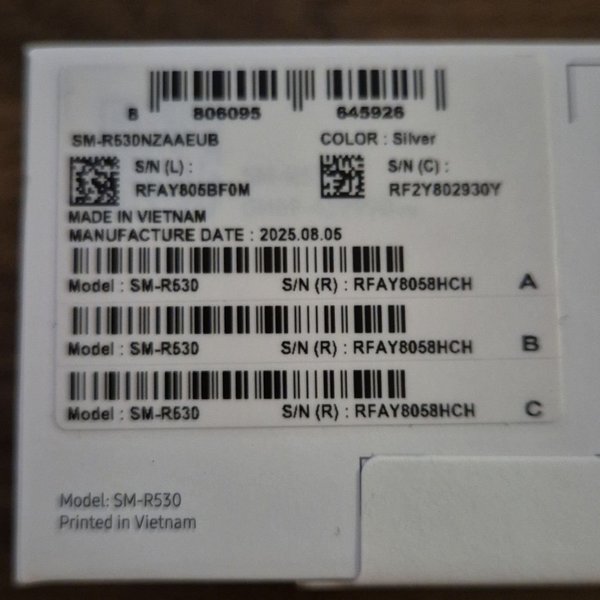 B 806095 645926
SM-R530NZAAEUB COLOR : Silver
S/N (L) : S/N (C) :
RFAY805BF0M RF2Y802930Y
MADE IN VIETNAM
MANUFACTURE DATE : 2025.08.05
Model : SM-R530 S/N (R) : RFAY8058HCH A
Model : SM-R530 S/N (R) : RFAY8058HCH B
Model : SM-R530 S/N (R) : RFAY8058HCH C
Model: SM-R530
Printed in Vietnam